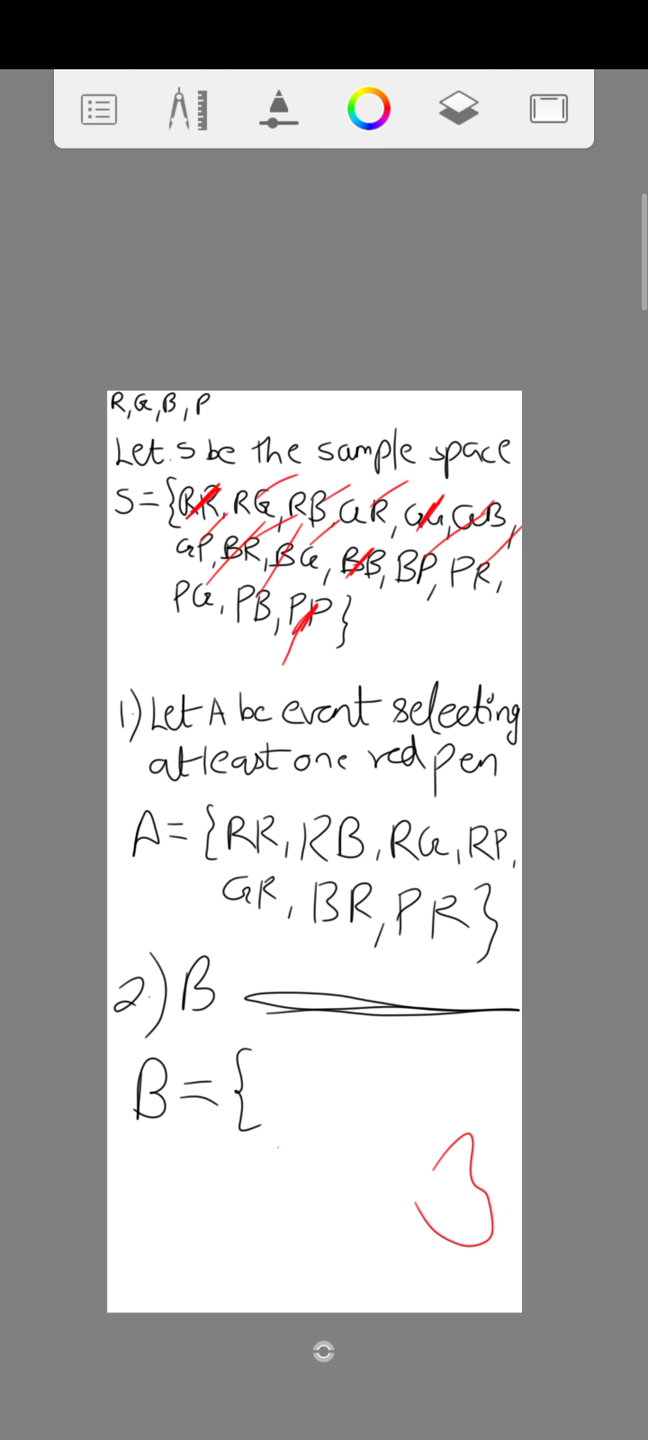 R,G,B,P
Let S be the sample space
S={RR, RG, RB, GR, GG, GB,
GP, BR, BG, BB, BP, PR,
PG, PB, PP}
1.) Let A be event selecting
atleast one red pen
A={RR, RB, RG, RP,
GR, BR, PR}
2.) B
B={
3